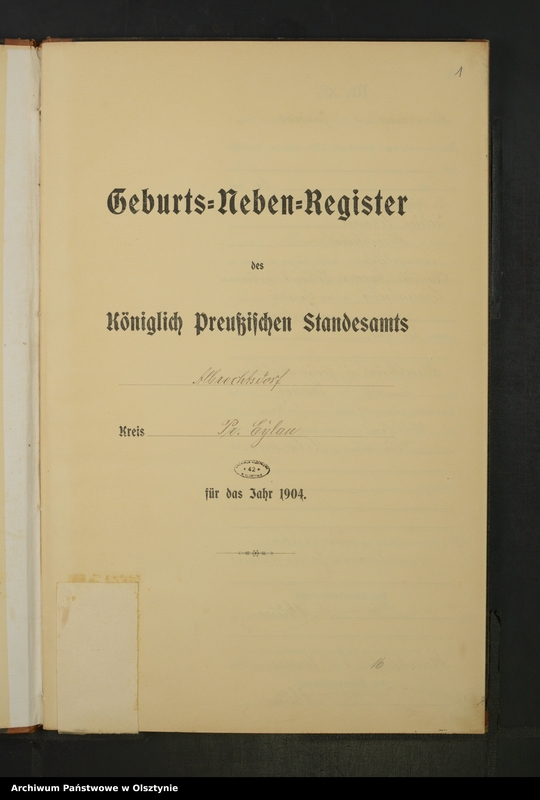 1
Geburts=Neben=Register
des
Königlich Preußischen Standesamts
Albrechtsdorf
Kreis Pr. Eylau
* 42 *
für das Jahr 1904.
16
Archiwum Państwowe w Olsztynie